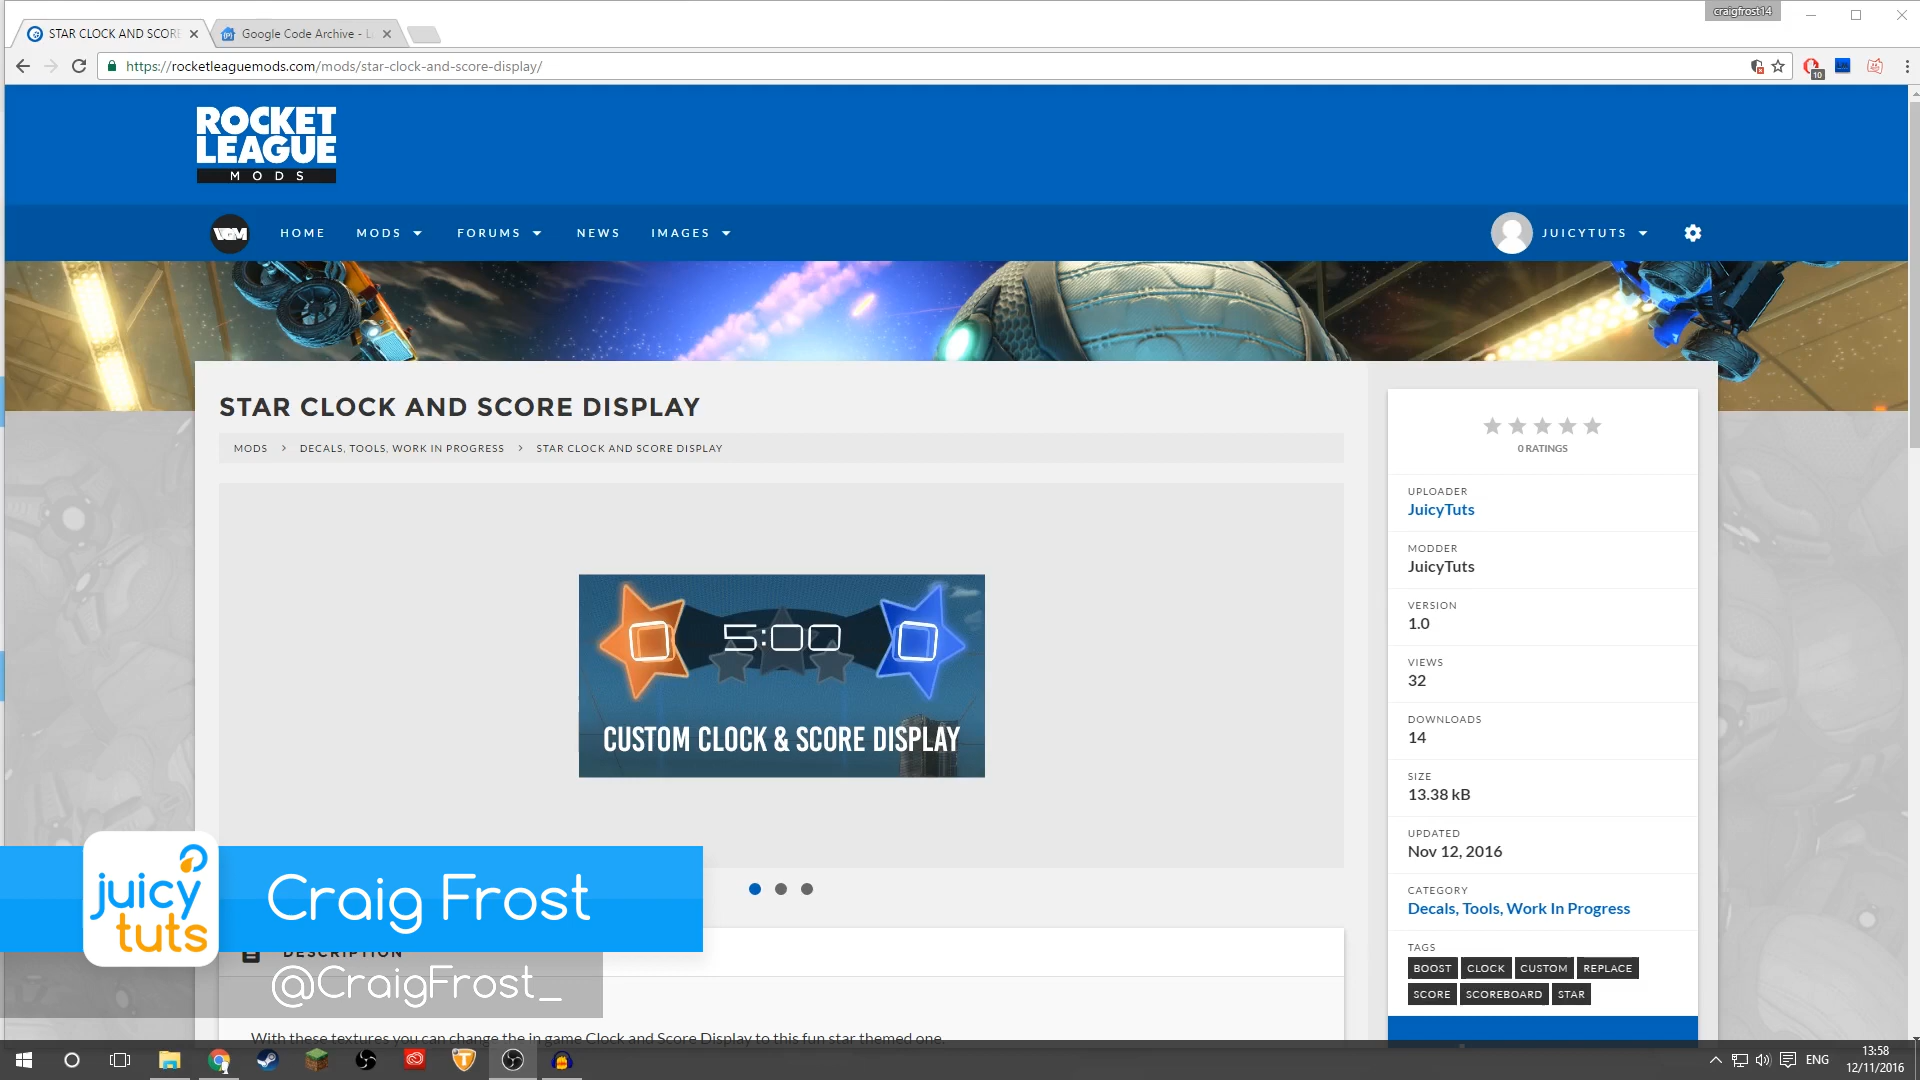 craigfrost14
STAR CLOCK AND SCORE
Google Code Archive - L
https://rocketleaguemods.com/mods/star-clock-and-score-display/
10
ROCKET
LEAGUE
MODS
VGM
HOME
MODS
FORUMS
NEWS
IMAGES
JUICYTUTS
STAR CLOCK AND SCORE DISPLAY
MODS > DECALS, TOOLS, WORK IN PROGRESS > STAR CLOCK AND SCORE DISPLAY
0 5:00 0
CUSTOM CLOCK & SCORE DISPLAY
0 RATINGS
UPLOADER
JuicyTuts
MODDER
JuicyTuts
VERSION
1.0
VIEWS
32
DOWNLOADS
14
SIZE
13.38 kB
UPDATED
Nov 12, 2016
CATEGORY
Decals, Tools, Work In Progress
TAGS
BOOST CLOCK CUSTOM REPLACE
SCORE SCOREBOARD STAR
juicy
tuts
Craig Frost
@CraigFrost_
DESCRIPTION
With these textures you can change the in game Clock and Score Display to this fun star themed one.
ENG
13:58
12/11/2016